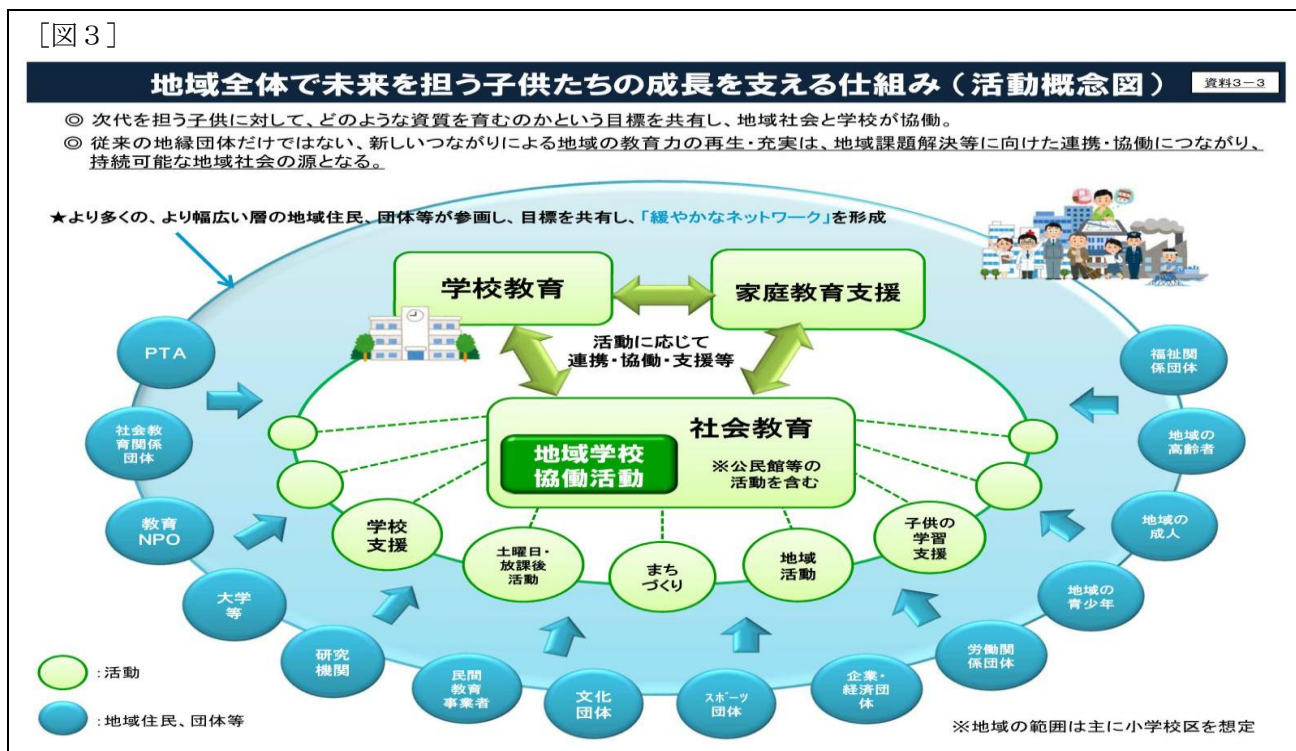 ［図３］
地域全体で未来を担う子供たちの成長を支える仕組み（活動概念図）
資料３－３
◎ 次代を担う子供に対して、どのような資質を育むのかという目標を共有し、地域社会と学校が協働。
◎ 従来の地縁団体だけではない、新しいつながりによる地域の教育力の再生・充実は、地域課題解決等に向けた連携・協働につながり、
持続可能な地域社会の源となる。
★より多くの、より幅広い層の地域住民、団体等が参画し、目標を共有し、「緩やかなネットワーク」を形成
学校教育
家庭教育支援
活動に応じて
連携・協働・支援等
社会教育
地域学校
協働活動
※公民館等の
活動を含む
学校
支援
土曜日・
放課後
活動
まち
づくり
地域
活動
子供の
学習
支援
PTA
社会教
育関係
団体
教育
NPO
大学
等
研究
機関
民間
教育
事業者
文化
団体
スポーツ
団体
企業・
経済団
体
労働関
係団体
地域の
青少年
地域の
成人
地域の
高齢者
福祉関
係団体
：活動
：地域住民、団体等
※地域の範囲は主に小学校区を想定